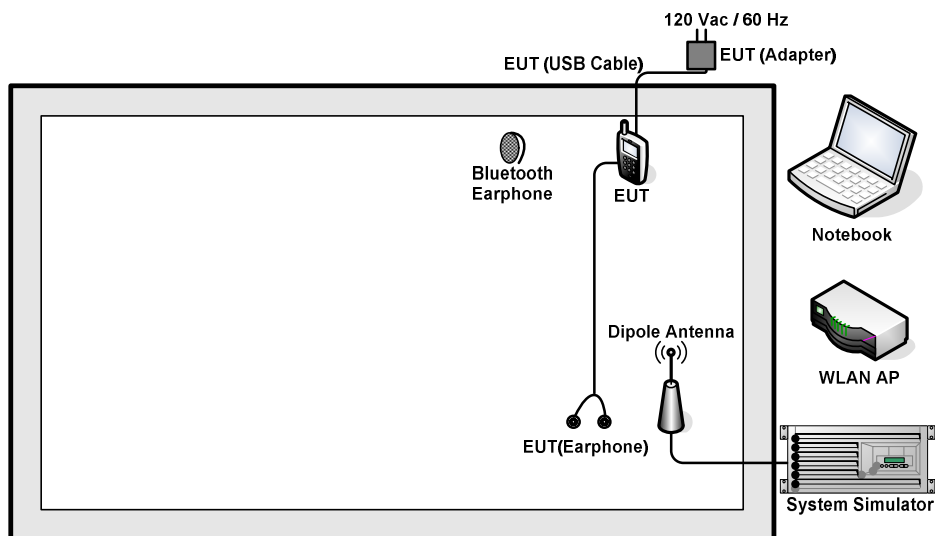 120 Vac / 60 Hz
EUT (USB Cable)
EUT (Adapter)
Bluetooth
Earphone
EUT
Notebook
Dipole Antenna
WLAN AP
EUT(Earphone)
System Simulator